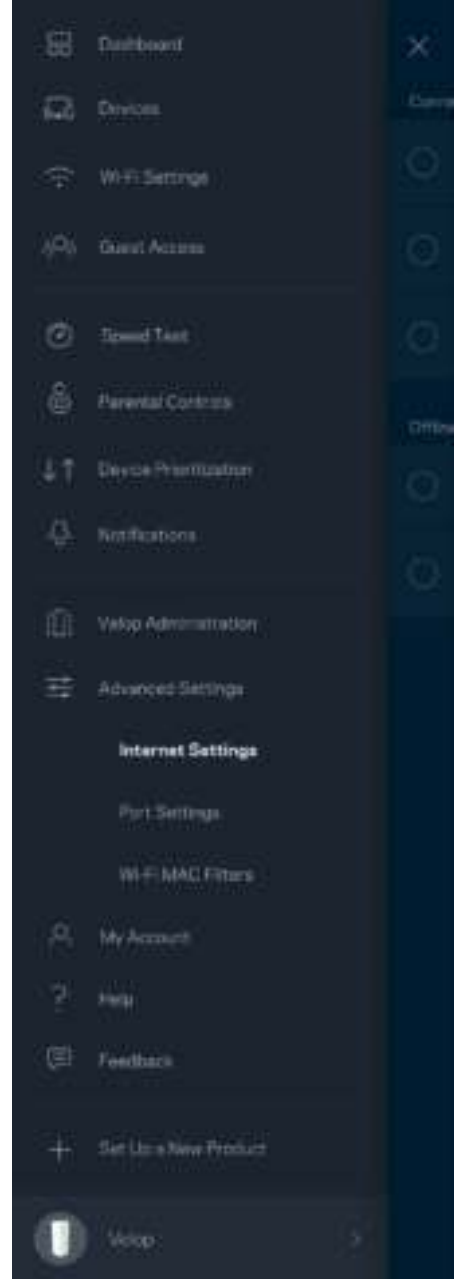 Dashboard
Devices
Wi-Fi Settings
Guest Access
Speed Test
Parental Controls
Device Prioritization
Notifications
Velop Administration
Advanced Settings
Internet Settings
Port Settings
Wi-Fi MAC Filters
My Account
Help
Feedback
Set Up a New Product
Velop